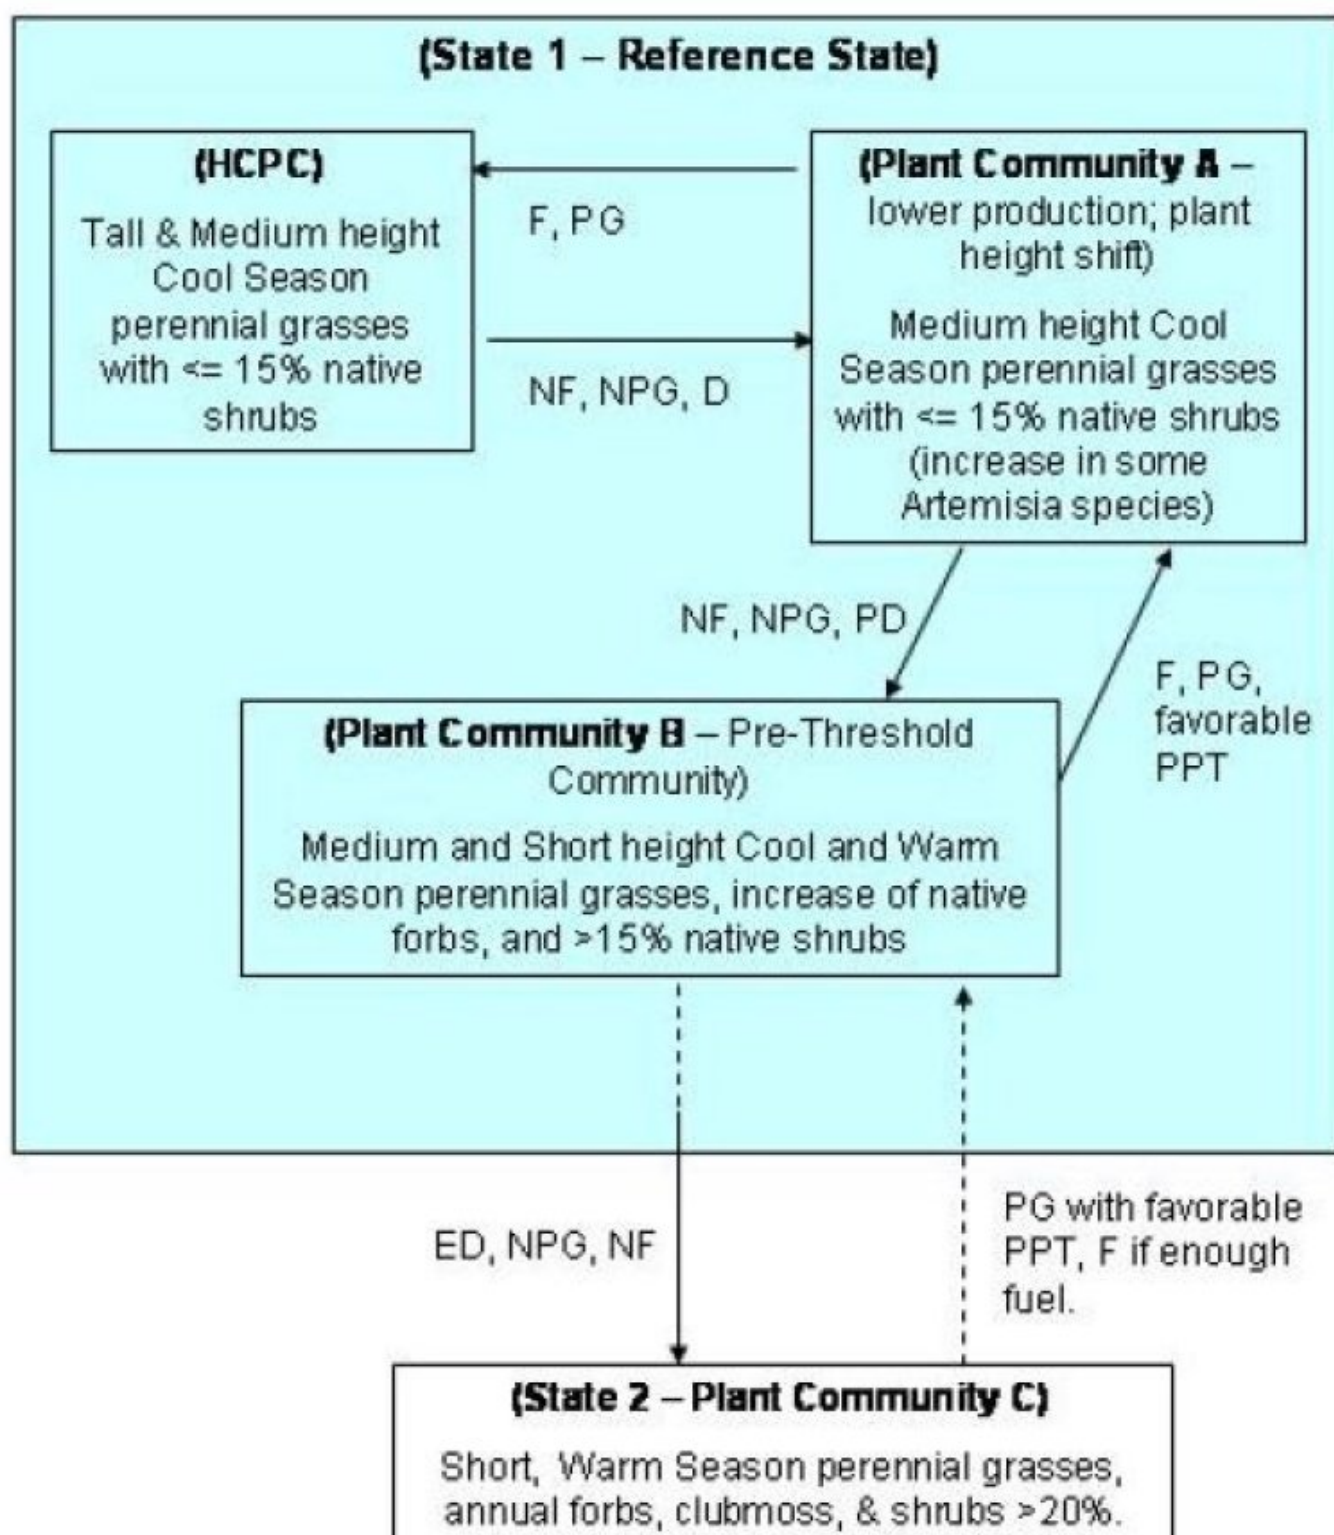 (State 1 – Reference State)
(HCPC)
Tall & Medium height
Cool Season
perennial grasses
with <= 15% native
shrubs
F, PG
NF, NPG, D
(Plant Community A –
lower production; plant
height shift)
Medium height Cool
Season perennial grasses
with <= 15% native shrubs
(increase in some
Artemisia species)
NF, NPG, PD
F, PG,
favorable
PPT
(Plant Community B – Pre-Threshold
Community)
Medium and Short height Cool and Warm
Season perennial grasses, increase of native
forbs, and >15% native shrubs
ED, NPG, NF
PG with favorable
PPT, F if enough
fuel.
(State 2 – Plant Community C)
Short, Warm Season perennial grasses,
annual forbs, clubmoss, & shrubs >20%.